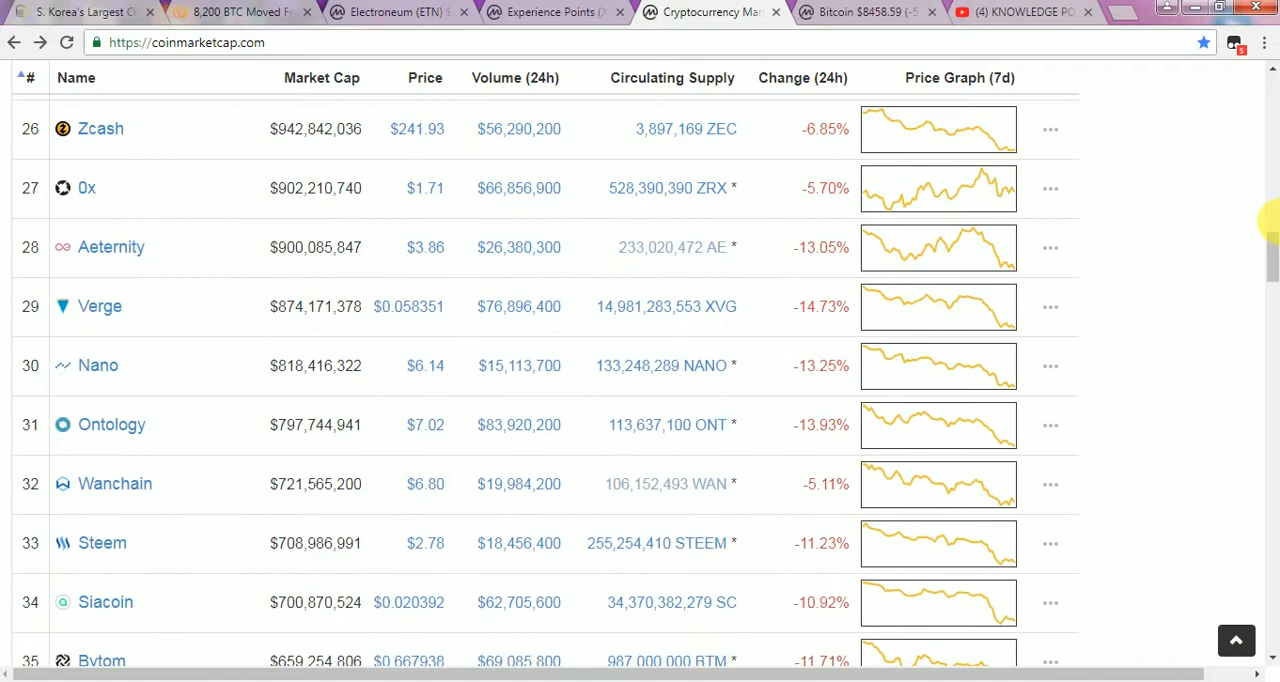 S. Korea's Largest C
8,200 BTC Moved F
Electroneum (ETN) $
Experience Points (X
Cryptocurrency Mar
Bitcoin $8458.59 (-5
(4) KNOWLEDGE PO
https://coinmarketcap.com
5
# Name Market Cap Price Volume (24h) Circulating Supply Change (24h) Price Graph (7d)
26 Zcash $942,842,036 $241.93 $56,290,200 3,897,169 ZEC -6.85%
27 0x $902,210,740 $1.71 $66,856,900 528,390,390 ZRX * -5.70%
28 Aeternity $900,085,847 $3.86 $26,380,300 233,020,472 AE * -13.05%
29 Verge $874,171,378 $0.058351 $76,896,400 14,981,283,553 XVG -14.73%
30 Nano $818,416,322 $6.14 $15,113,700 133,248,289 NANO * -13.25%
31 Ontology $797,744,941 $7.02 $83,920,200 113,637,100 ONT * -13.93%
32 Wanchain $721,565,200 $6.80 $19,984,200 106,152,493 WAN * -5.11%
33 Steem $708,986,991 $2.78 $18,456,400 255,254,410 STEEM * -11.23%
34 Siacoin $700,870,524 $0.020392 $62,705,600 34,370,382,279 SC -10.92%
35 Bytom $659,254,806 $0.667938 $69,085,800 987,000,000 BTM * -11.71%